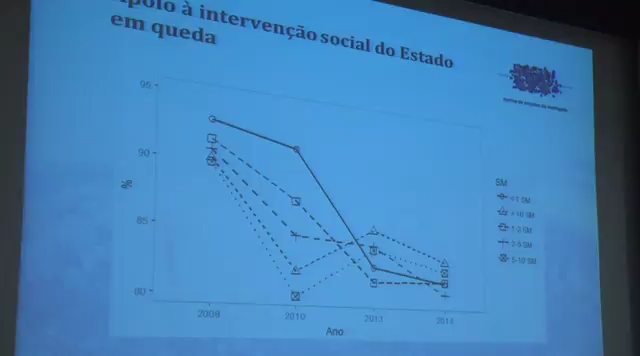 apoio à intervenção social do Estado
em queda
95
90
85
80
%
2008
2010
2014
Ano
SM
<1 SM
>10 SM
1-2 SM
2-5 SM
5-10 SM